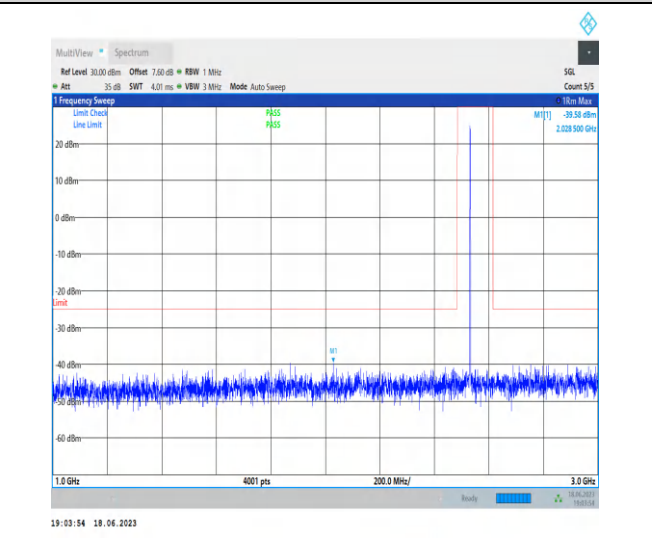 MultiView Spectrum
Ref Level 30.00 dBm Offset 7.60 dB RBW 1 MHz SGL
Att 35 dB SWT 4.01 ms VBW 3 MHz Mode Auto Sweep Count 5/5
1 Frequency Sweep 1Rm Max
Limit Check PASS M1[1] -39.58 dBm
Line Limit PASS 2.028 500 GHz
20 dBm
10 dBm
0 dBm
-10 dBm
-20 dBm
Limit
-30 dBm
M1
-40 dBm
-50 dBm
-60 dBm
1.0 GHz 4001 pts 200.0 MHz/ 3.0 GHz
Ready 18.06.2023
19:03:54
19:03:54 18.06.2023